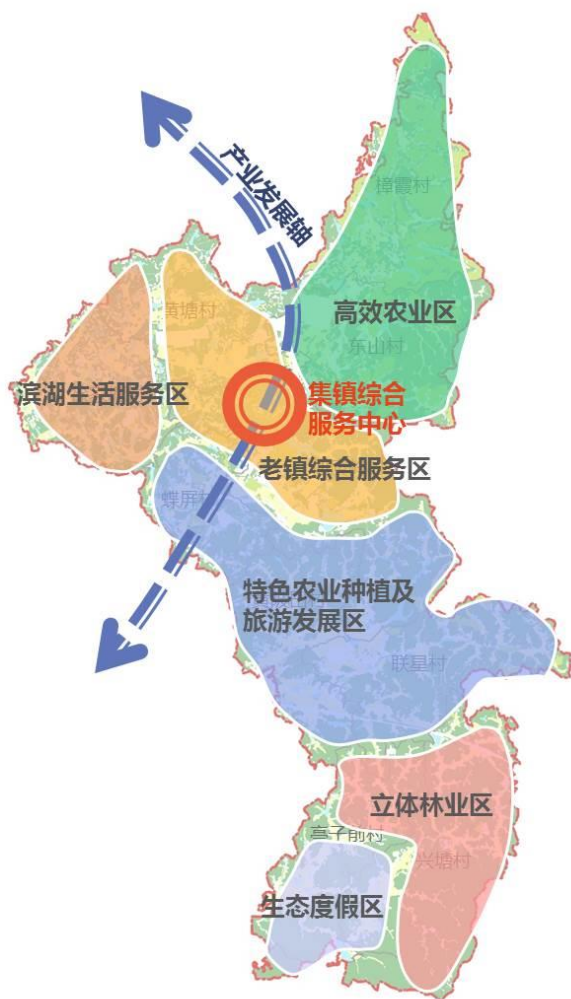 产业发展轴
樟霞村
黄塘村
高效农业区
东山村
滨湖生活服务区
集镇综合
服务中心
老镇综合服务区
蝶屏村
特色农业种植及
旅游发展区
联星村
立体林业区
亭子前村
兴塘村
生态度假区